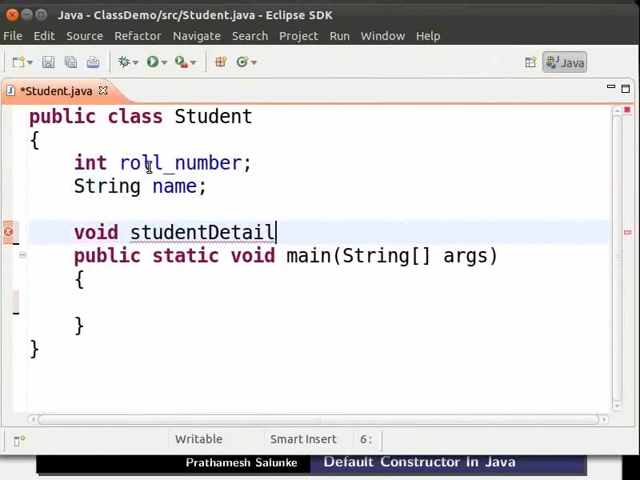 Java - ClassDemo/src/Student.java - Eclipse SDK
File Edit Source Refactor Navigate Search Project Run Window Help
Java
*Student.java
public class Student
{
int roll_number;
String name;
void studentDetail
public static void main(String[] args)
{
}
}
Writable Smart Insert 6:
Prathamesh Salunke Default Constructor In Java